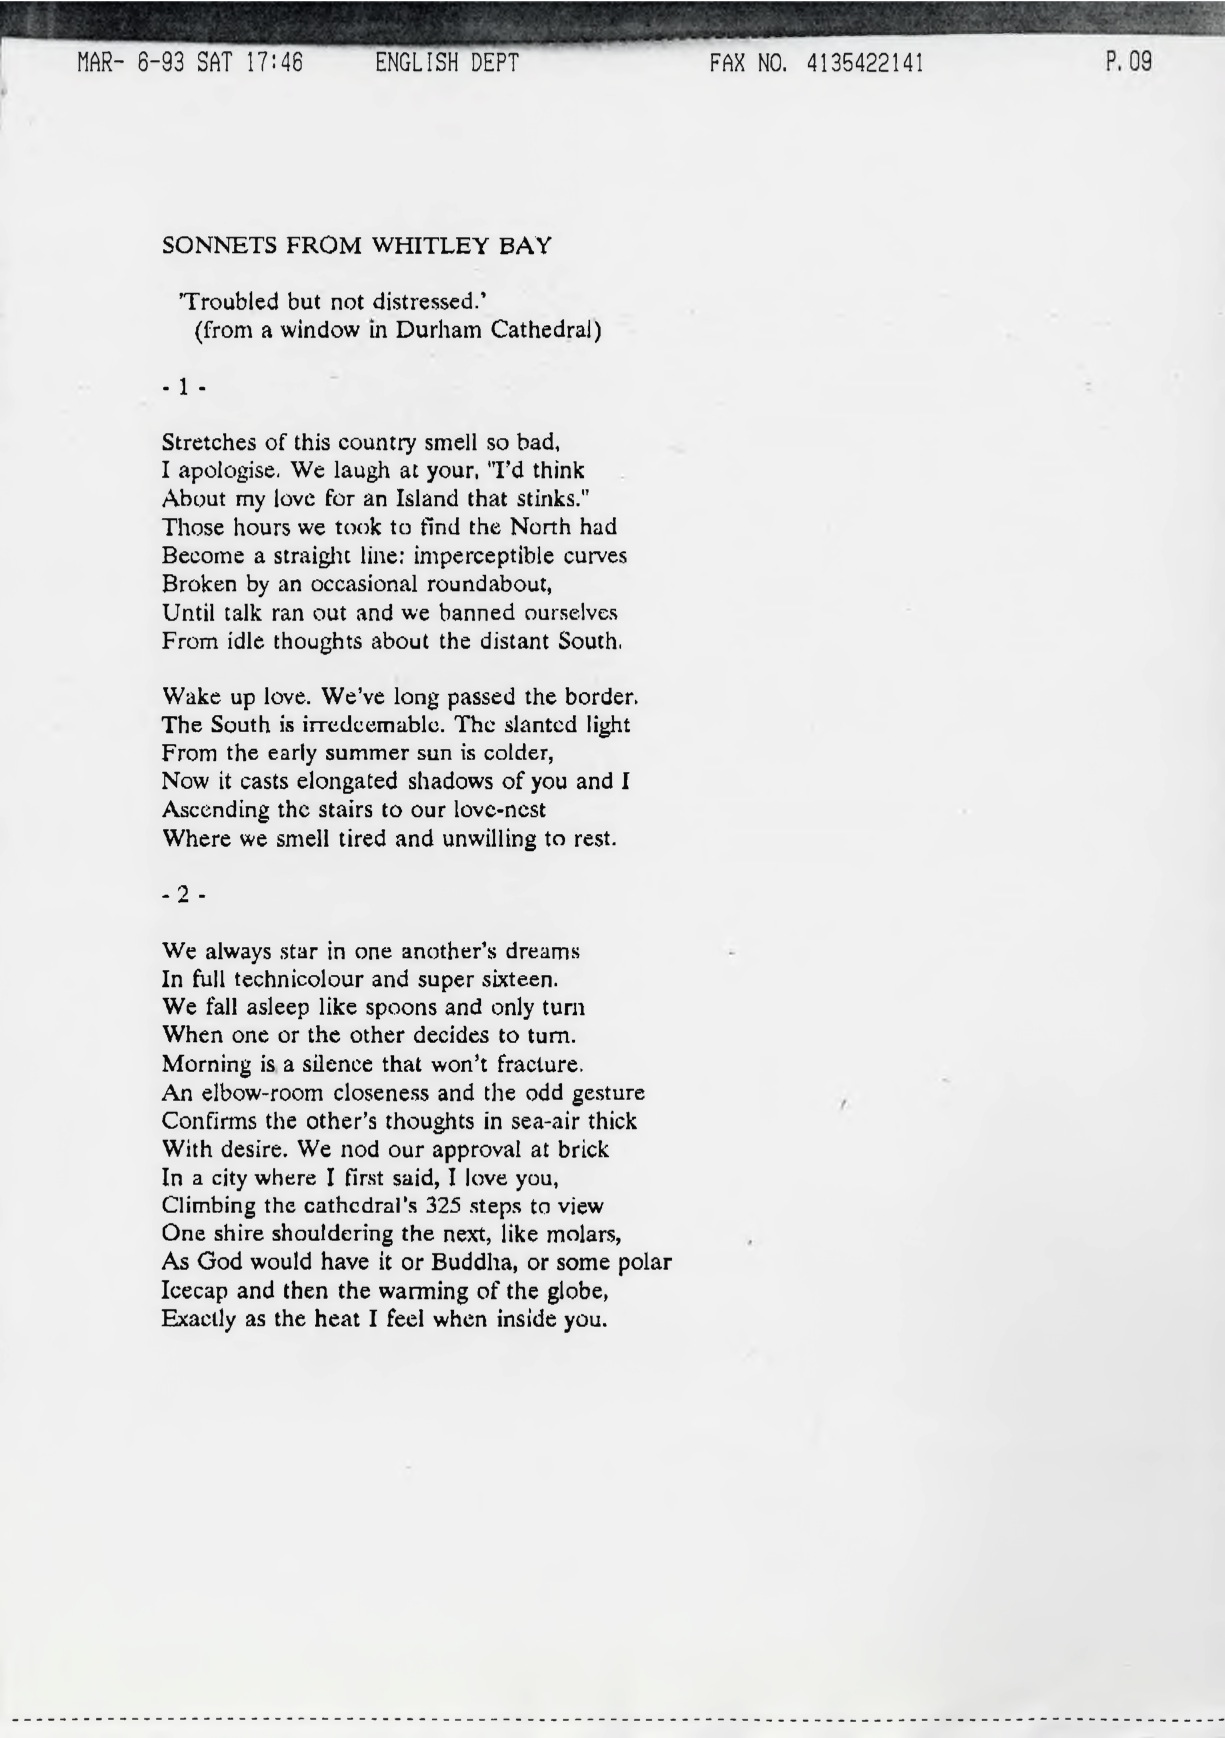 MAR- 6-93 SAT 17:46 ENGLISH DEPT FAX NO. 4135422141 P.09
SONNETS FROM WHITLEY BAY
'Troubled but not distressed.'
(from a window in Durham Cathedral)
- 1 -
Stretches of this country smell so bad,
I apologise. We laugh at your, "I'd think
About my love for an Island that stinks."
Those hours we took to find the North had
Become a straight line: imperceptible curves
Broken by an occasional roundabout,
Until talk ran out and we banned ourselves
From idle thoughts about the distant South.
Wake up love. We've long passed the border.
The South is irredeemable. The slanted light
From the early summer sun is colder,
Now it casts elongated shadows of you and I
Ascending the stairs to our love-nest
Where we smell tired and unwilling to rest.
- 2 -
We always star in one another's dreams
In full technicolour and super sixteen.
We fall asleep like spoons and only turn
When one or the other decides to turn.
Morning is a silence that won't fracture.
An elbow-room closeness and the odd gesture
Confirms the other's thoughts in sea-air thick
With desire. We nod our approval at brick
In a city where I first said, I love you,
Climbing the cathedral's 325 steps to view
One shire shouldering the next, like molars,
As God would have it or Buddha, or some polar
Icecap and then the warming of the globe,
Exactly as the heat I feel when inside you.